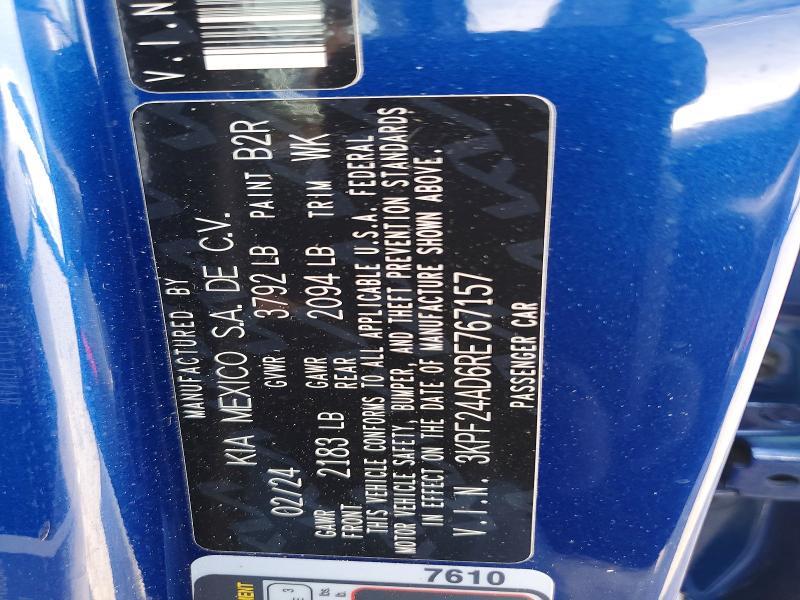 V.I.N
MANUFACTURED BY
KIA MEXICO S.A. DE C.V.
02/24 GVWR 3792 LB PAINT B2R
GAWR FRONT 2183 LB GAWR REAR 2094 LB TRIM WK
THIS VEHICLE CONFORMS TO ALL APPLICABLE U.S.A. FEDERAL
MOTOR VEHICLE SAFETY, BUMPER, AND THEFT PREVENTION STANDARDS
IN EFFECT ON THE DATE OF MANUFACTURE SHOWN ABOVE.
V.I.N. 3KPF24AD6RE767157
PASSENGER CAR
7610